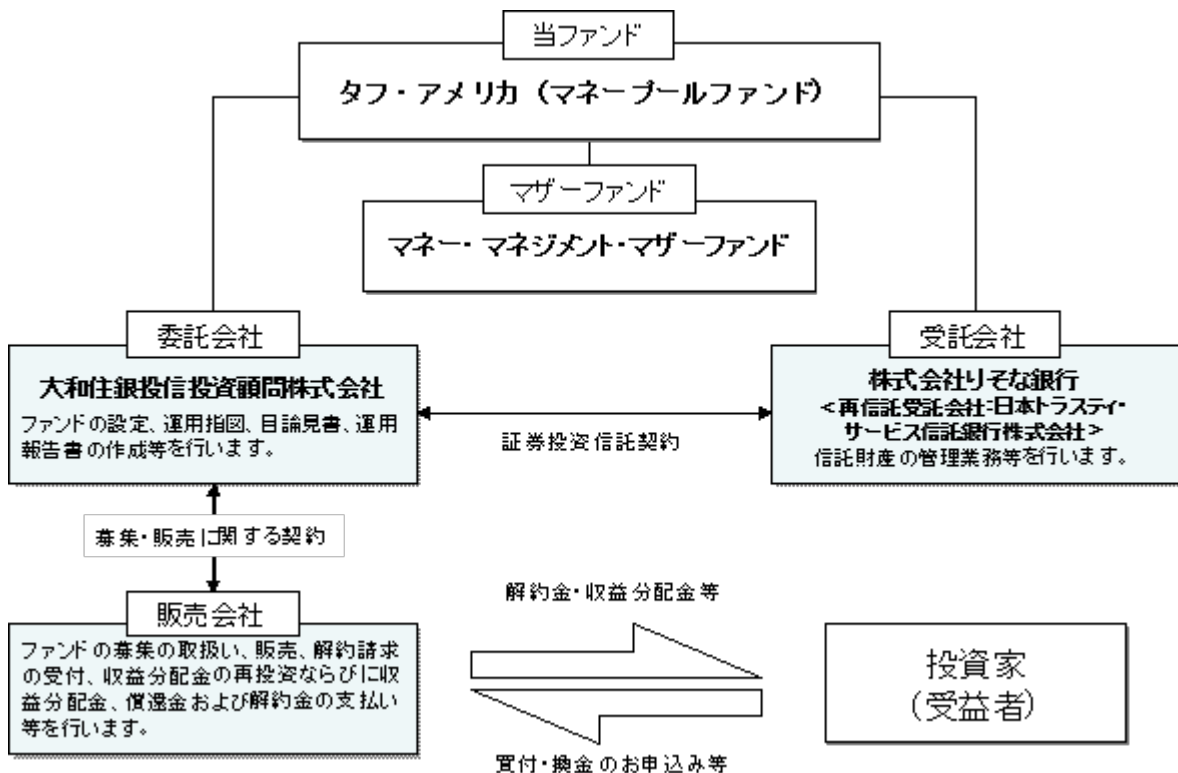 当ファンド
タフ・アメリカ（マネープールファンド）
マザーファンド
マネー・マネジメント・マザーファンド
委託会社
大和住銀投信投資顧問株式会社
ファンドの設定、運用指図、目論見書、運用
報告書の作成等を行います。
証券投資信託契約
受託会社
株式会社りそな銀行
＜再信託受託会社：日本トラスティ・
サービス信託銀行株式会社＞
信託財産の管理業務等を行います。
募集・販売に関する契約
販売会社
ファンドの募集の取扱い、販売、解約請求
の受付、収益分配金の再投資ならびに収
益分配金、償還金および解約金の支払い
等を行います。
解約金・収益分配金等
買付・換金のお申込み等
投資家
（受益者）